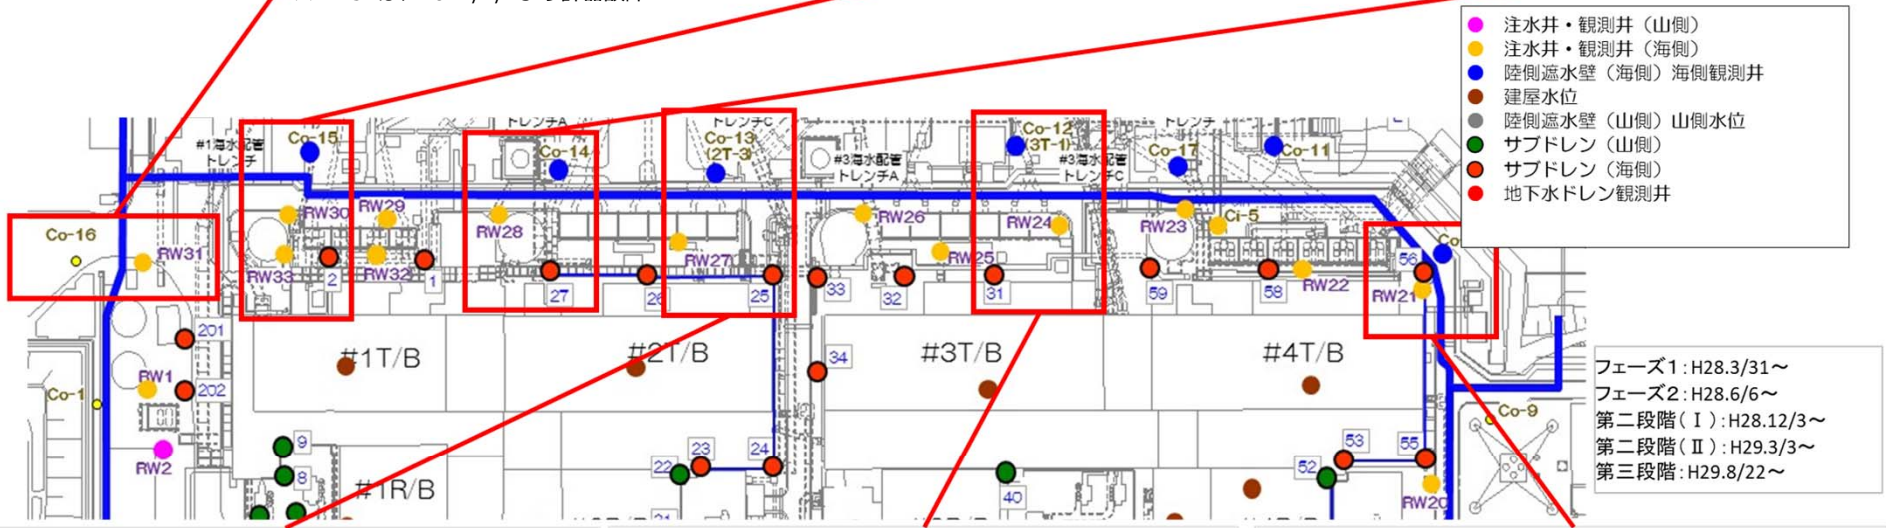 注水井・観測井（山側）
注水井・観測井（海側）
陸側遮水壁（海側）海側観測井
建屋水位
陸側遮水壁（山側）山側水位
サブドレン（山側）
サブドレン（海側）
地下水ドレン観測井
#1海水配管
トレンチ
Co-15
トレンチA
Co-14
トレンチC
Co-13
(2T-3)
#3海水配管
トレンチA
Co-12
(3T-1)
#3海水配管
トレンチC
トレンチ
Co-17
Co-11
Co-16
RW31
RW30
RW29
RW33
RW32
2
1
RW28
27
26
RW27
25
33
RW26
32
RW25
RW24
31
RW23
Ci-5
59
58
RW22
56
RW21
201
202
RW1
Co-1
RW2
#1T/B
#2T/B
34
#3T/B
#4T/B
9
8
#1R/B
22
23
24
40
52
53
55
RW20
Co-9
フェーズ1：H28.3/31～
フェーズ2：H28.6/6～
第二段階（Ⅰ）：H28.12/3～
第二段階（Ⅱ）：H29.3/3～
第三段階：H29.8/22～